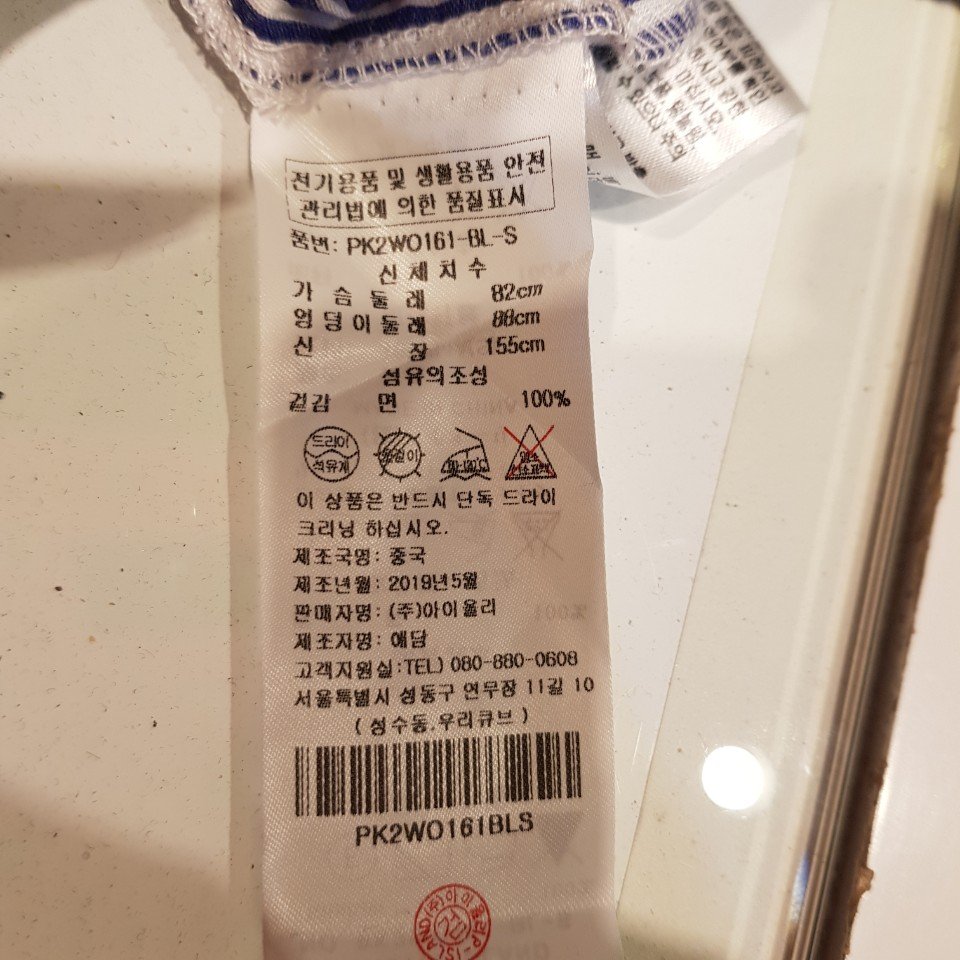 전기용품 및 생활용품 안전
관리법에 의한 품질표시
품번: PK2WO161-BL-S
신체치수
가슴둘레 82cm
엉덩이둘레 88cm
신장 155cm
섬유의조성
겉감 면 100%
드라이
석유계
이 상품은 반드시 단독 드라이
크리닝 하십시오.
제조국명: 중국
제조년월: 2019년5월
판매자명: (주)아이올리
제조자명: 애담
고객지원실:TEL) 080-880-0608
서울특별시 성동구 연무장 11길 10
(성수동.우리큐브)
PK2WO161BLS